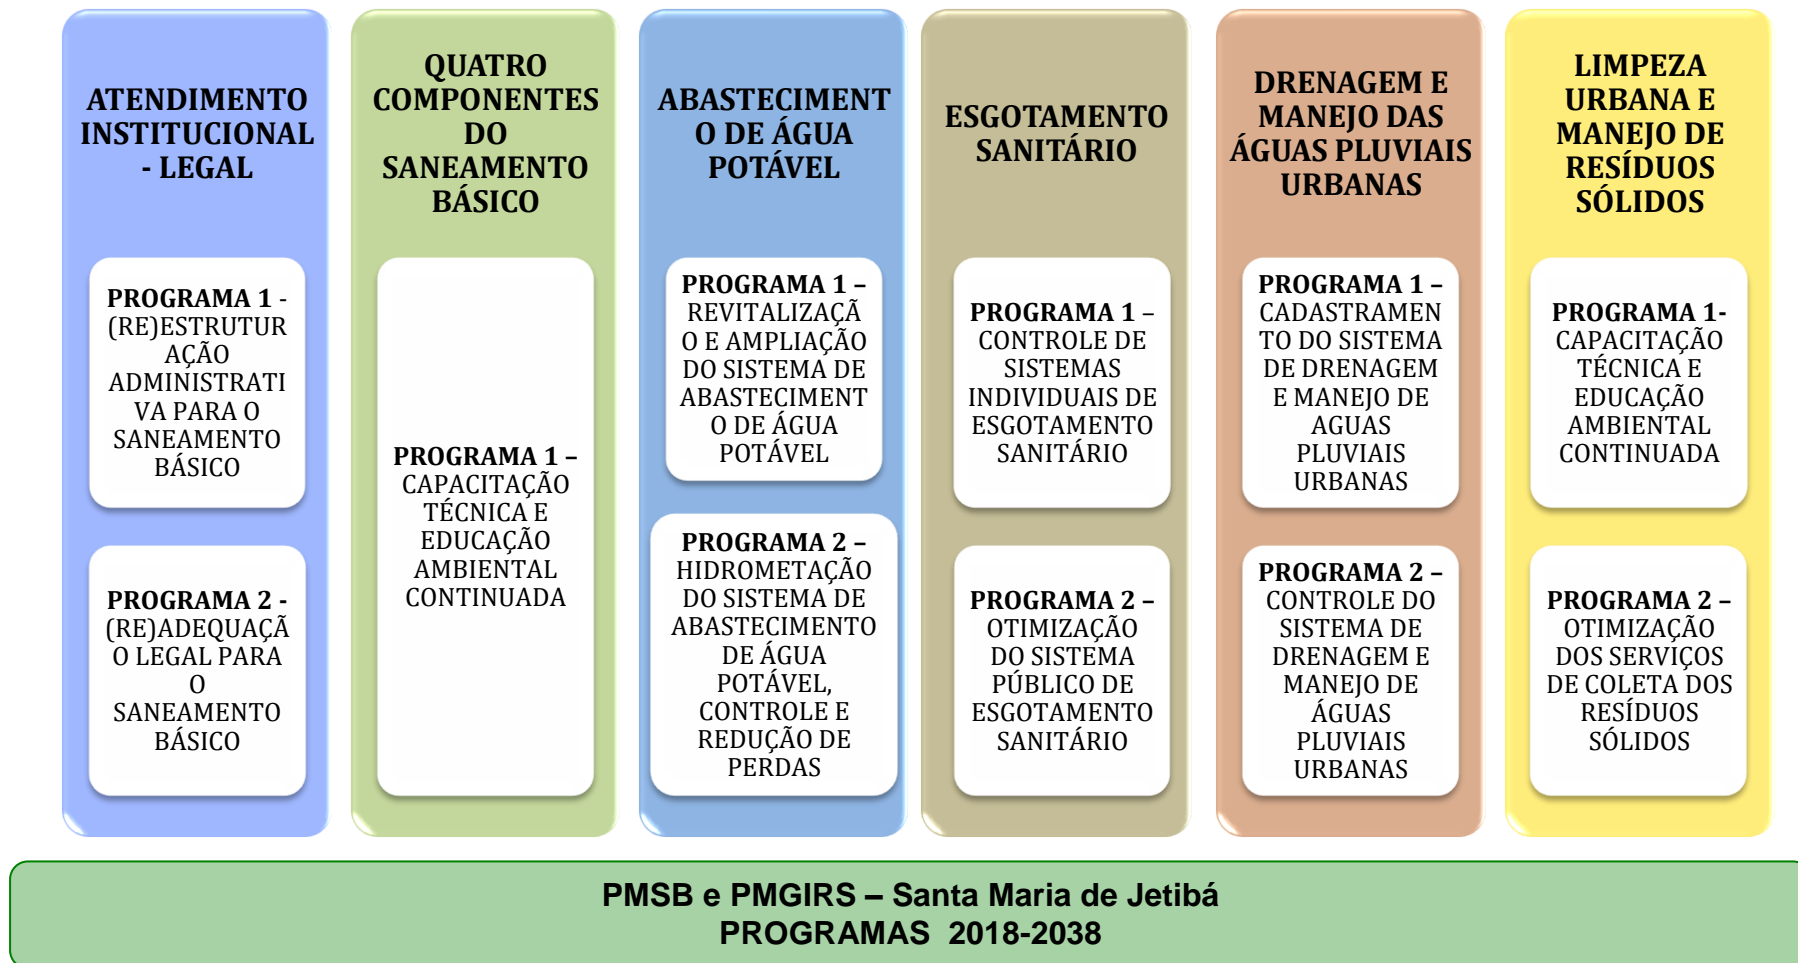 ATENDIMENTO
INSTITUCIONAL
- LEGAL
PROGRAMA 1 -
(RE)ESTRUTUR
AÇÃO
ADMINISTRATI
VA PARA O
SANEAMENTO
BÁSICO
PROGRAMA 2 -
(RE)ADEQUAÇÃ
O LEGAL PARA
O
SANEAMENTO
BÁSICO
QUATRO
COMPONENTES
DO
SANEAMENTO
BÁSICO
PROGRAMA 1 –
CAPACITAÇÃO
TÉCNICA E
EDUCAÇÃO
AMBIENTAL
CONTINUADA
ABASTECIMENT
O DE ÁGUA
POTÁVEL
PROGRAMA 1 –
REVITALIZAÇÃ
O E AMPLIAÇÃO
DO SISTEMA DE
ABASTECIMENT
O DE ÁGUA
POTÁVEL
PROGRAMA 2 –
HIDROMETAÇÃO
DO SISTEMA DE
ABASTECIMENTO
DE ÁGUA
POTÁVEL,
CONTROLE E
REDUÇÃO DE
PERDAS
ESGOTAMENTO
SANITÁRIO
PROGRAMA 1 –
CONTROLE DE
SISTEMAS
INDIVIDUAIS DE
ESGOTAMENTO
SANITÁRIO
PROGRAMA 2 –
OTIMIZAÇÃO
DO SISTEMA
PÚBLICO DE
ESGOTAMENTO
SANITÁRIO
DRENAGEM E
MANEJO DAS
ÁGUAS PLUVIAIS
URBANAS
PROGRAMA 1 –
CADASTRAMEN
TO DO SISTEMA
DE DRENAGEM
E MANEJO DE
AGUAS
PLUVIAIS
URBANAS
PROGRAMA 2 –
CONTROLE DO
SISTEMA DE
DRENAGEM E
MANEJO DE
ÁGUAS
PLUVIAIS
URBANAS
LIMPEZA
URBANA E
MANEJO DE
RESÍDUOS
SÓLIDOS
PROGRAMA 1-
CAPACITAÇÃO
TÉCNICA E
EDUCAÇÃO
AMBIENTAL
CONTINUADA
PROGRAMA 2 –
OTIMIZAÇÃO
DOS SERVIÇOS
DE COLETA DOS
RESÍDUOS
SÓLIDOS
PMSB e PMGIRS – Santa Maria de Jetibá
PROGRAMAS 2018-2038